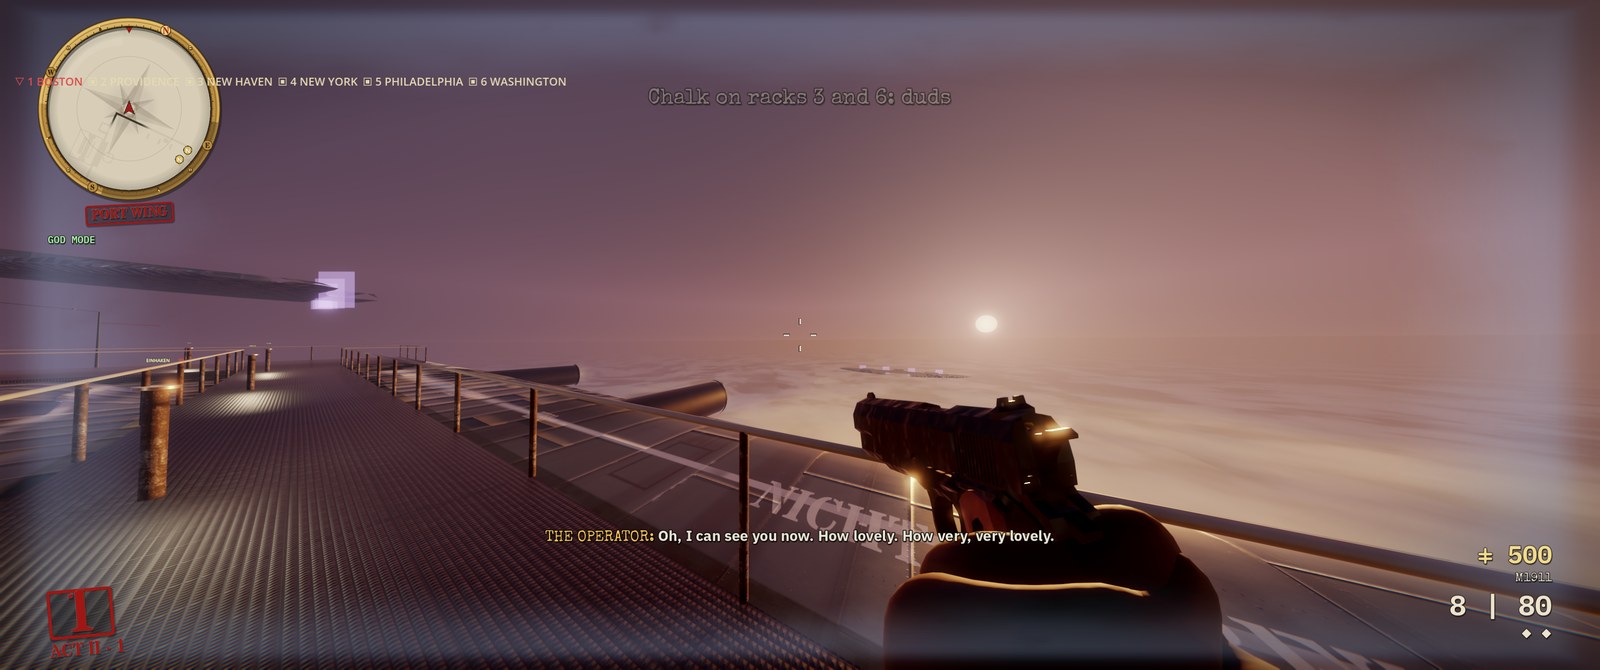 N
W
E
S
▽ 1 BOSTON ▣ 2 PROVIDENCE ▣ 3 NEW HAVEN ▣ 4 NEW YORK ▣ 5 PHILADELPHIA ▣ 6 WASHINGTON
Chalk on racks 3 and 6: duds
PORT WING
GOD MODE
EINHAKEN
NICHT
THE OPERATOR: Oh, I can see you now. How lovely. How very, very lovely.
500
M1911
8 | 80
I
ACT II - 1